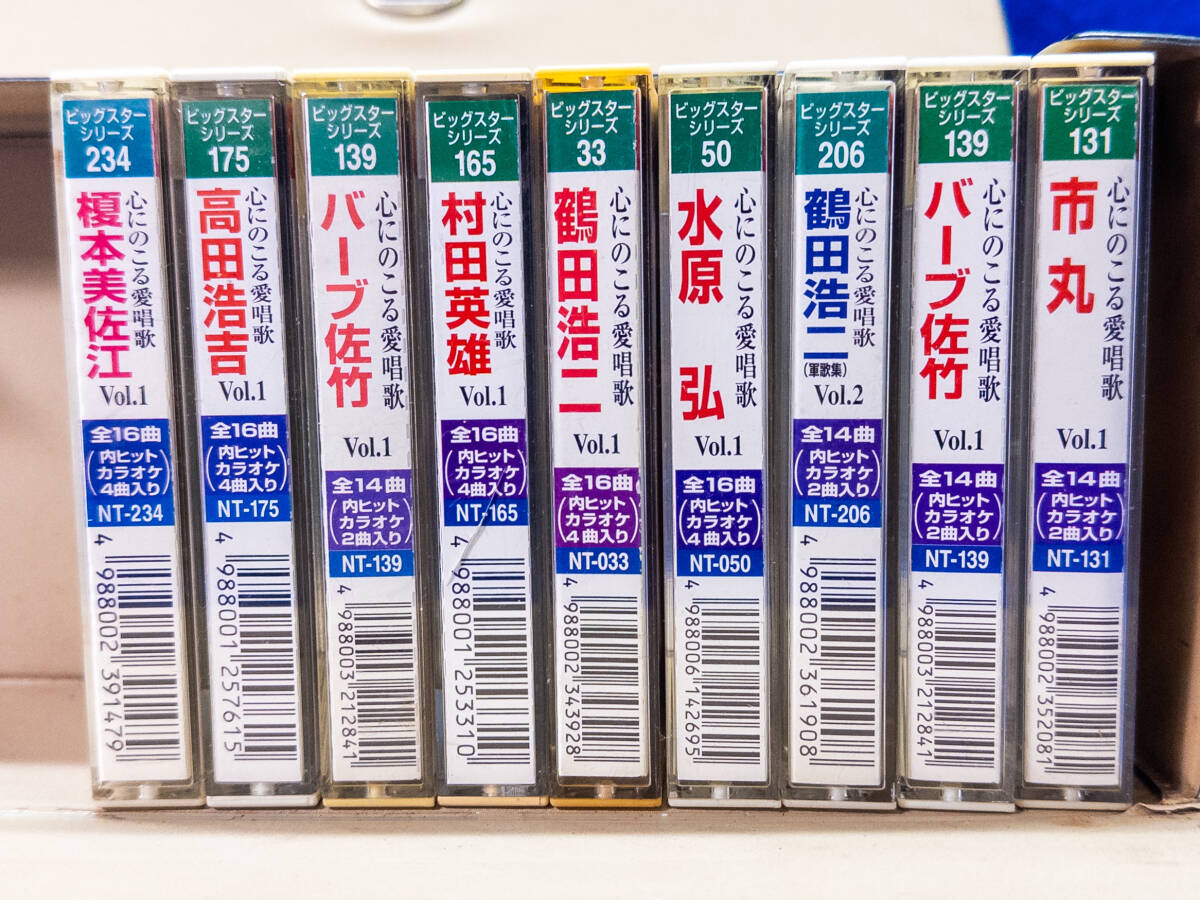 ビッグスター
シリーズ
234
心にのこる愛唱歌
榎本美佐江
Vol.1
全16曲
(内ヒット
カラオケ
4曲入り)
NT-234
4 988002 391479
ビッグスター
シリーズ
175
心にのこる愛唱歌
高田浩吉
Vol.1
全16曲
(内ヒット
カラオケ
4曲入り)
NT-175
4 988001 257615
ビッグスター
シリーズ
139
心にのこる愛唱歌
バーブ佐竹
Vol.1
全14曲
(内ヒット
カラオケ
2曲入り)
NT-139
4 988003 212841
ビッグスター
シリーズ
165
心にのこる愛唱歌
村田英雄
Vol.1
全16曲
(内ヒット
カラオケ
4曲入り)
NT-165
4 988001 253310
ビッグスター
シリーズ
33
心にのこる愛唱歌
鶴田浩二
Vol.1
全16曲
(内ヒット
カラオケ
4曲入り)
NT-033
4 988002 343928
ビッグスター
シリーズ
50
心にのこる愛唱歌
水原 弘
Vol.1
全16曲
(内ヒット
カラオケ
4曲入り)
NT-050
4 988006 142695
ビッグスター
シリーズ
206
心にのこる愛唱歌
鶴田浩二
(軍歌集)
Vol.2
全14曲
(内ヒット
カラオケ
2曲入り)
NT-206
4 988002 361908
ビッグスター
シリーズ
139
心にのこる愛唱歌
バーブ佐竹
Vol.1
全14曲
(内ヒット
カラオケ
2曲入り)
NT-139
4 988003 212841
ビッグスター
シリーズ
131
心にのこる愛唱歌
市丸
Vol.1
全14曲
(内ヒット
カラオケ
2曲入り)
NT-131
4 988002 352081